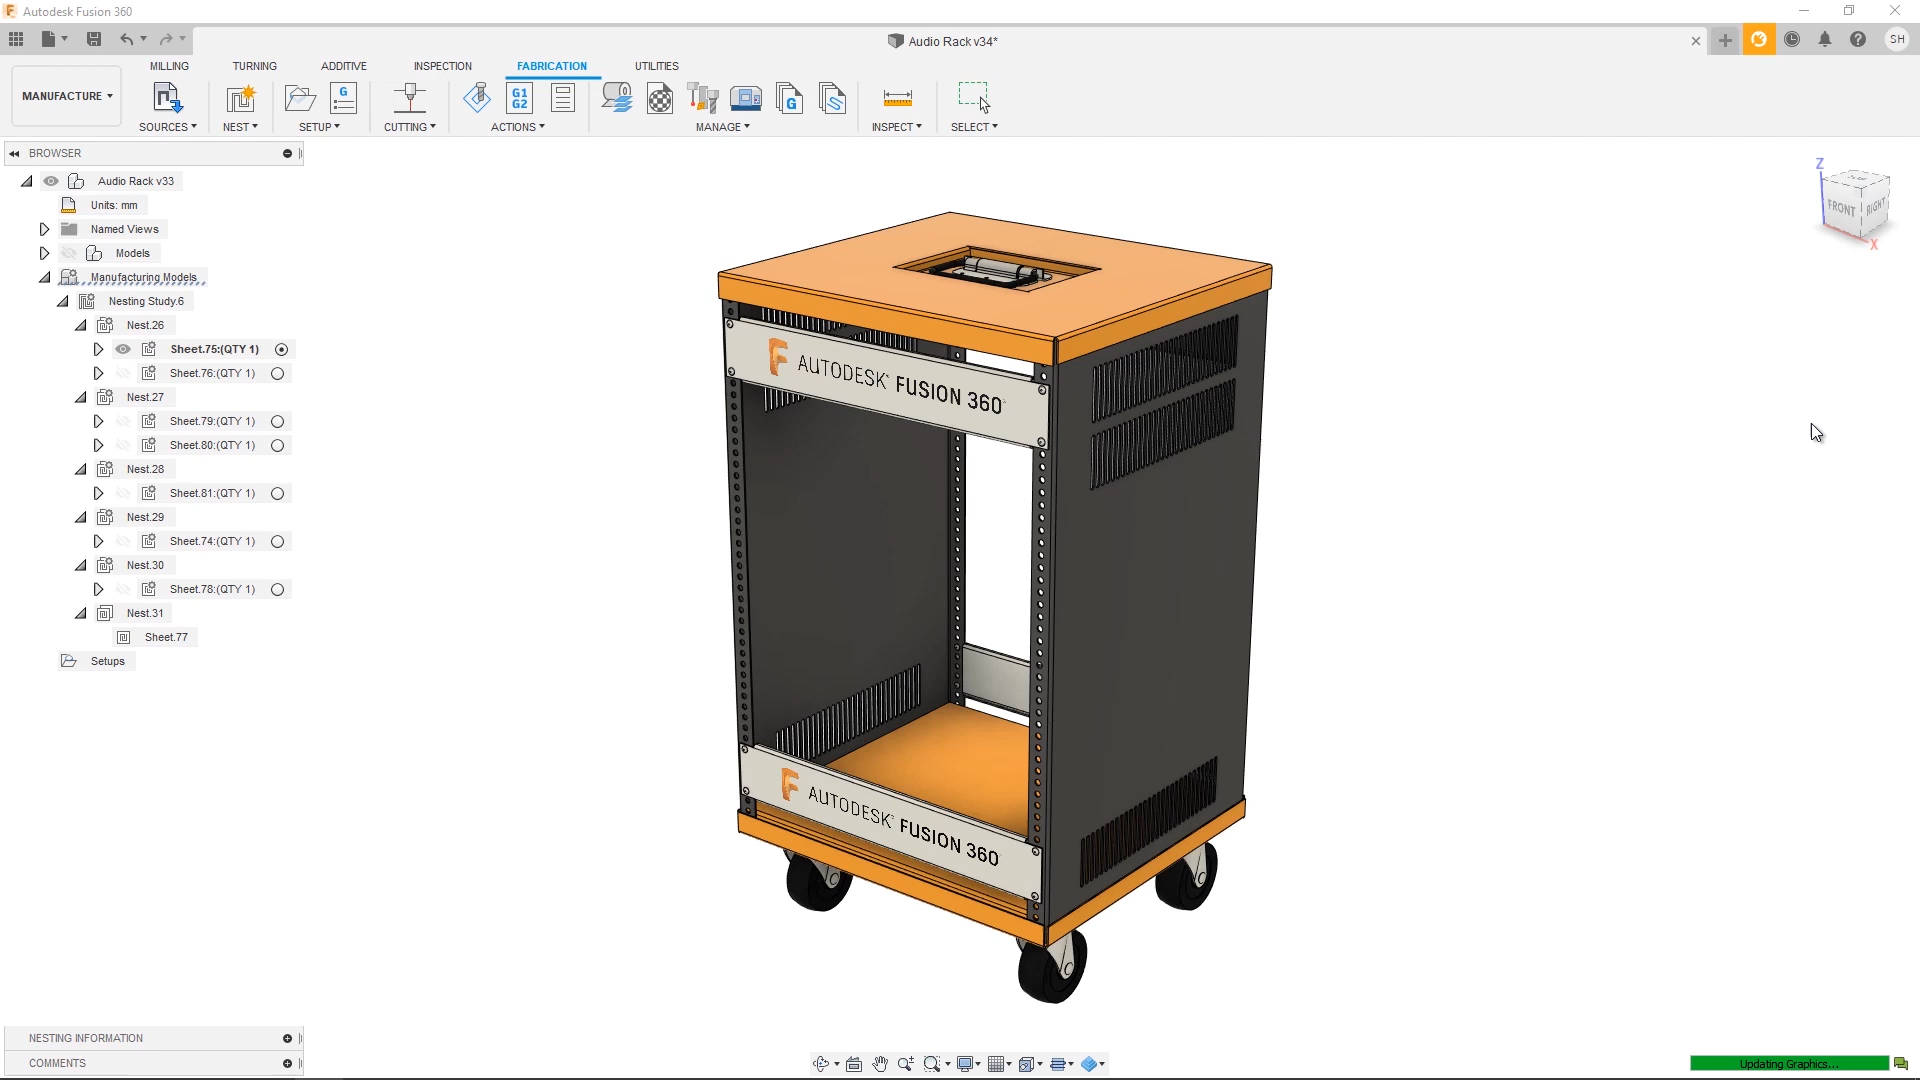 Autodesk Fusion 360
Audio Rack v34*
SH
MANUFACTURE
MILLING
TURNING
ADDITIVE
INSPECTION
FABRICATION
UTILITIES
G
G1
G2
G
SOURCES
NEST
SETUP
CUTTING
ACTIONS
MANAGE
INSPECT
SELECT
BROWSER
Audio Rack v33
Units: mm
Named Views
Models
Manufacturing Models
Nesting Study.6
Nest.26
Sheet.75:(QTY 1)
Sheet.76:(QTY 1)
Nest.27
Sheet.79:(QTY 1)
Sheet.80:(QTY 1)
Nest.28
Sheet.81:(QTY 1)
Nest.29
Sheet.74:(QTY 1)
Nest.30
Sheet.78:(QTY 1)
Nest.31
Sheet.77
Setups
Z
FRONT
RIGHT
X
F AUTODESK FUSION 360
F AUTODESK FUSION 360
NESTING INFORMATION
COMMENTS
Updating Graphics...